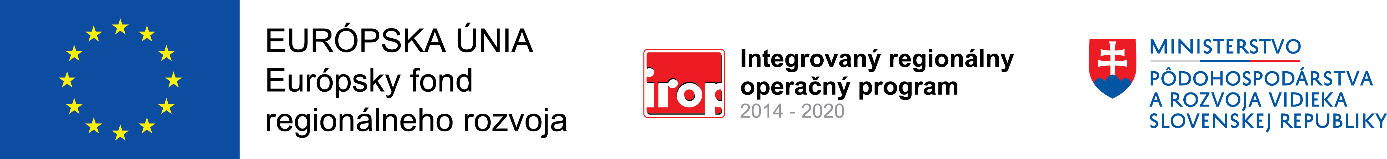 EURÓPSKA ÚNIA
Európsky fond
regionálneho rozvoja
irop
Integrovaný regionálny
operačný program
2014 - 2020
MINISTERSTVO
PÔDOHOSPODÁRSTVA
A ROZVOJA VIDIEKA
SLOVENSKEJ REPUBLIKY